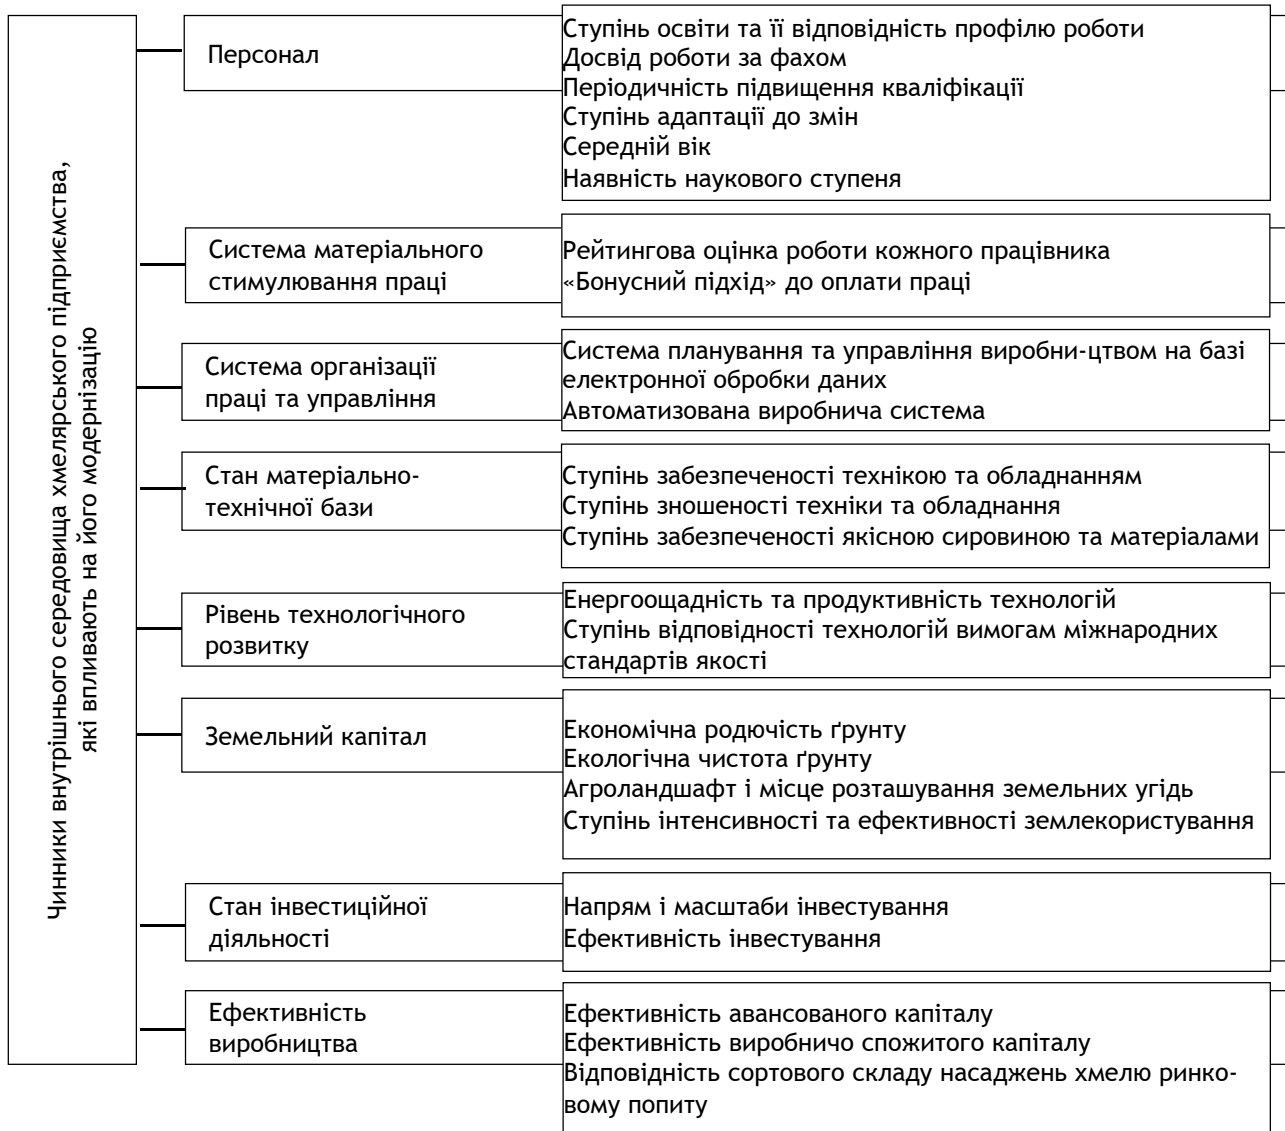 Чинники внутрішнього середовища хмелярського підприємства,
які впливають на його модернізацію
Персонал
Ступінь освіти та її відповідність профілю роботи
Досвід роботи за фахом
Періодичність підвищення кваліфікації
Ступінь адаптації до змін
Середній вік
Наявність наукового ступеня
Система матеріального
стимулювання праці
Рейтингова оцінка роботи кожного працівника
«Бонусний підхід» до оплати праці
Система організації
праці та управління
Система планування та управління виробни-цтвом на базі
електронної обробки даних
Автоматизована виробнича система
Стан матеріально-
технічної бази
Ступінь забезпеченості технікою та обладнанням
Ступінь зношеності техніки та обладнання
Ступінь забезпеченості якісною сировиною та матеріалами
Рівень технологічного
розвитку
Енергоощадність та продуктивність технологій
Ступінь відповідності технологій вимогам міжнародних
стандартів якості
Земельний капітал
Економічна родючість ґрунту
Екологічна чистота ґрунту
Агроландшафт і місце розташування земельних угідь
Ступінь інтенсивності та ефективності землекористування
Стан інвестиційної
діяльності
Напрям і масштаби інвестування
Ефективність інвестування
Ефективність
виробництва
Ефективність авансованого капіталу
Ефективність виробничо спожитого капіталу
Відповідність сортового складу насаджень хмелю ринко-
вому попиту